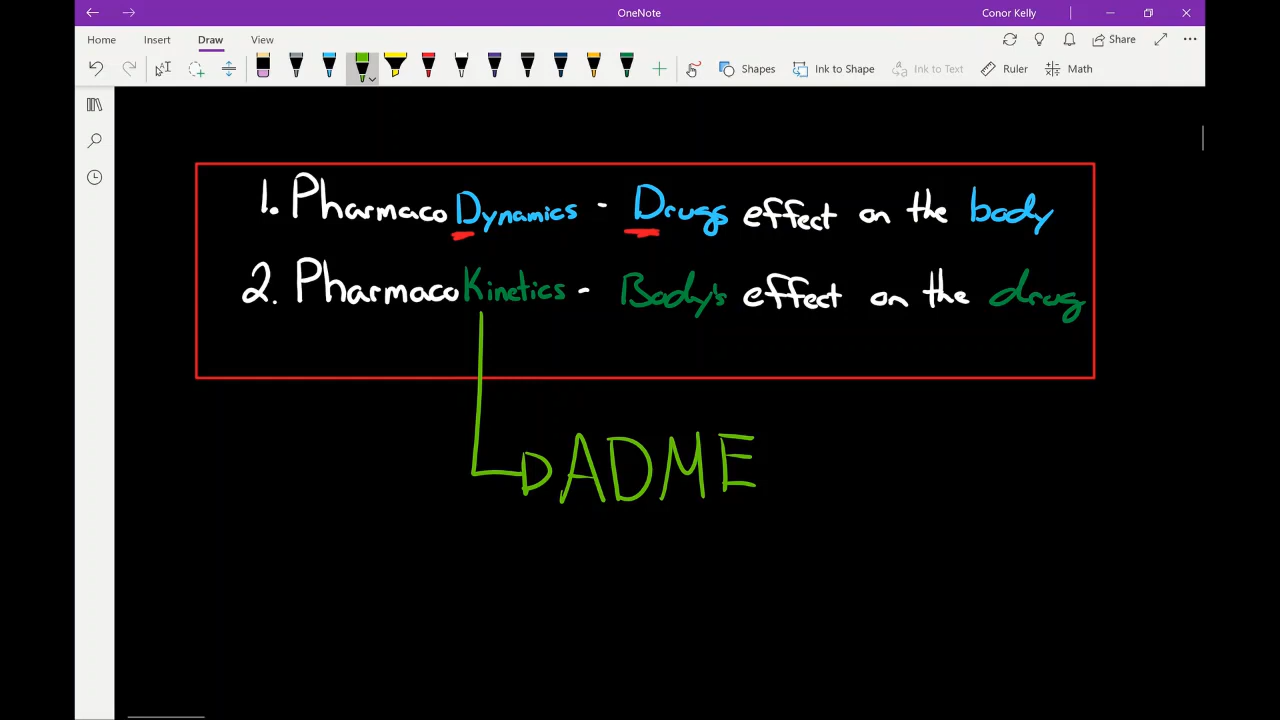 OneNote
Conor Kelly
Home Insert Draw View
Share
Shapes Ink to Shape Ink to Text Ruler Math
1. PharmacoDynamics - Drugs effect on the body
2. PharmacoKinetics - Body's effect on the drug
ADME